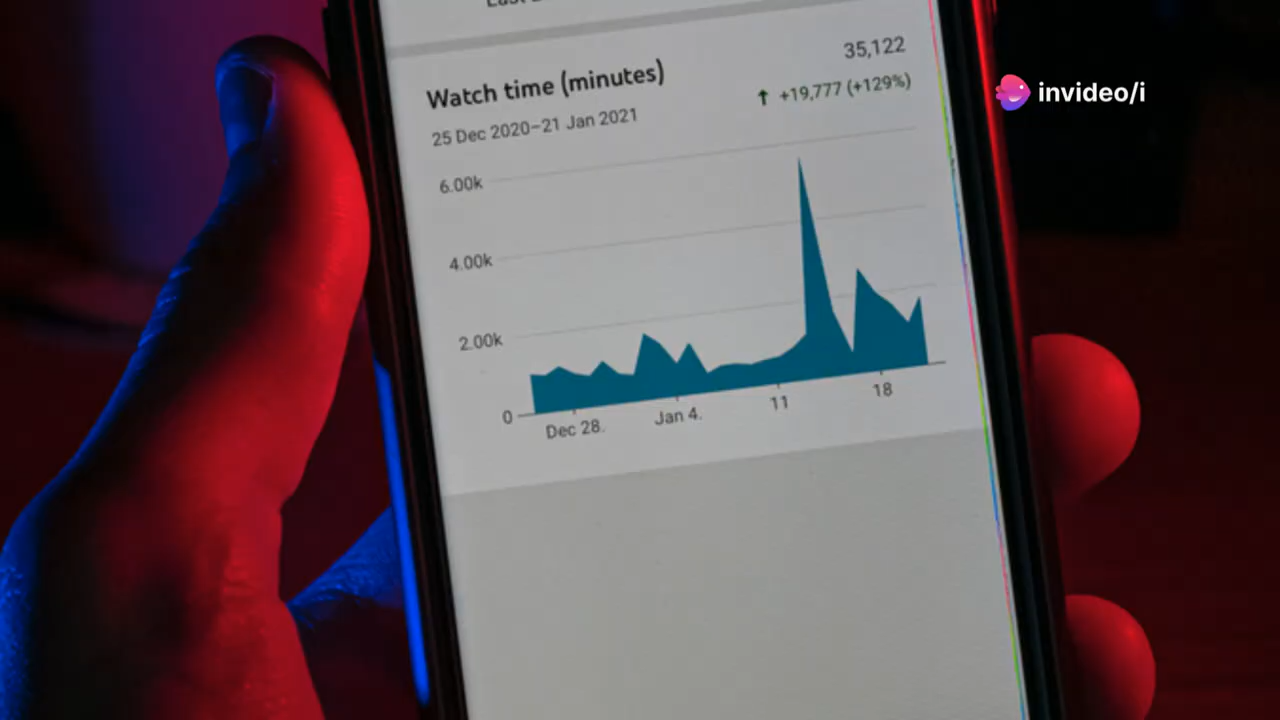 35,122
Watch time (minutes)
↑ +19,777 (+129%)
25 Dec 2020–21 Jan 2021
6.00k
4.00k
2.00k
0
Dec 28.
Jan 4.
11
18
invideo/i